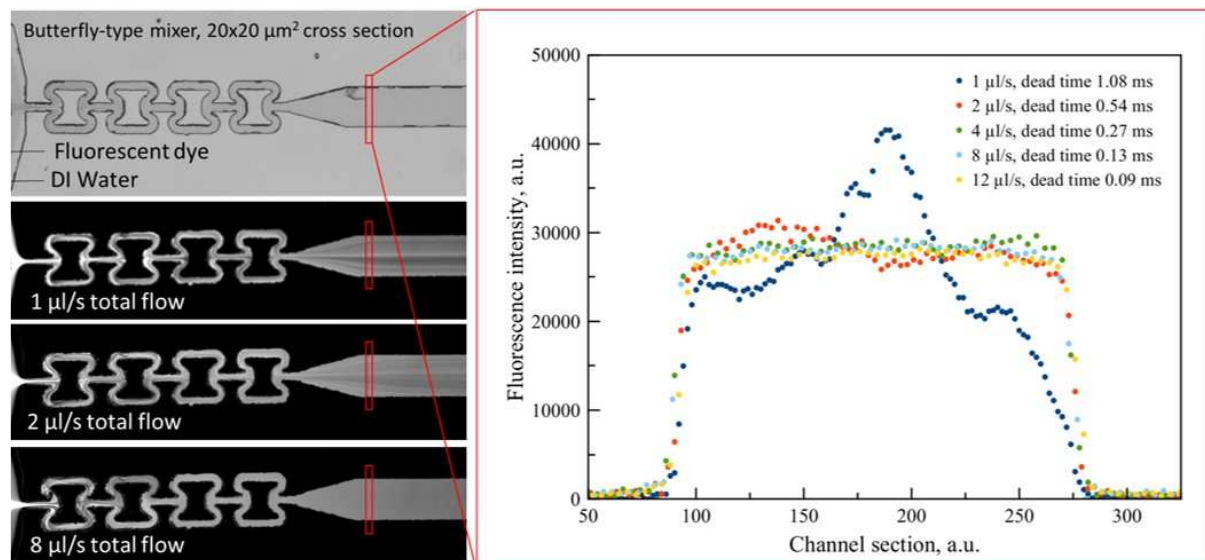 Butterfly-type mixer, 20x20 μm² cross section
Fluorescent dye
DI Water
1 μl/s total flow
2 μl/s total flow
8 μl/s total flow
50000
40000
30000
20000
10000
0
Fluorescence intensity, a.u.
1 μl/s, dead time 1.08 ms
2 μl/s, dead time 0.54 ms
4 μl/s, dead time 0.27 ms
8 μl/s, dead time 0.13 ms
12 μl/s, dead time 0.09 ms
50 100 150 200 250 300
Channel section, a.u.